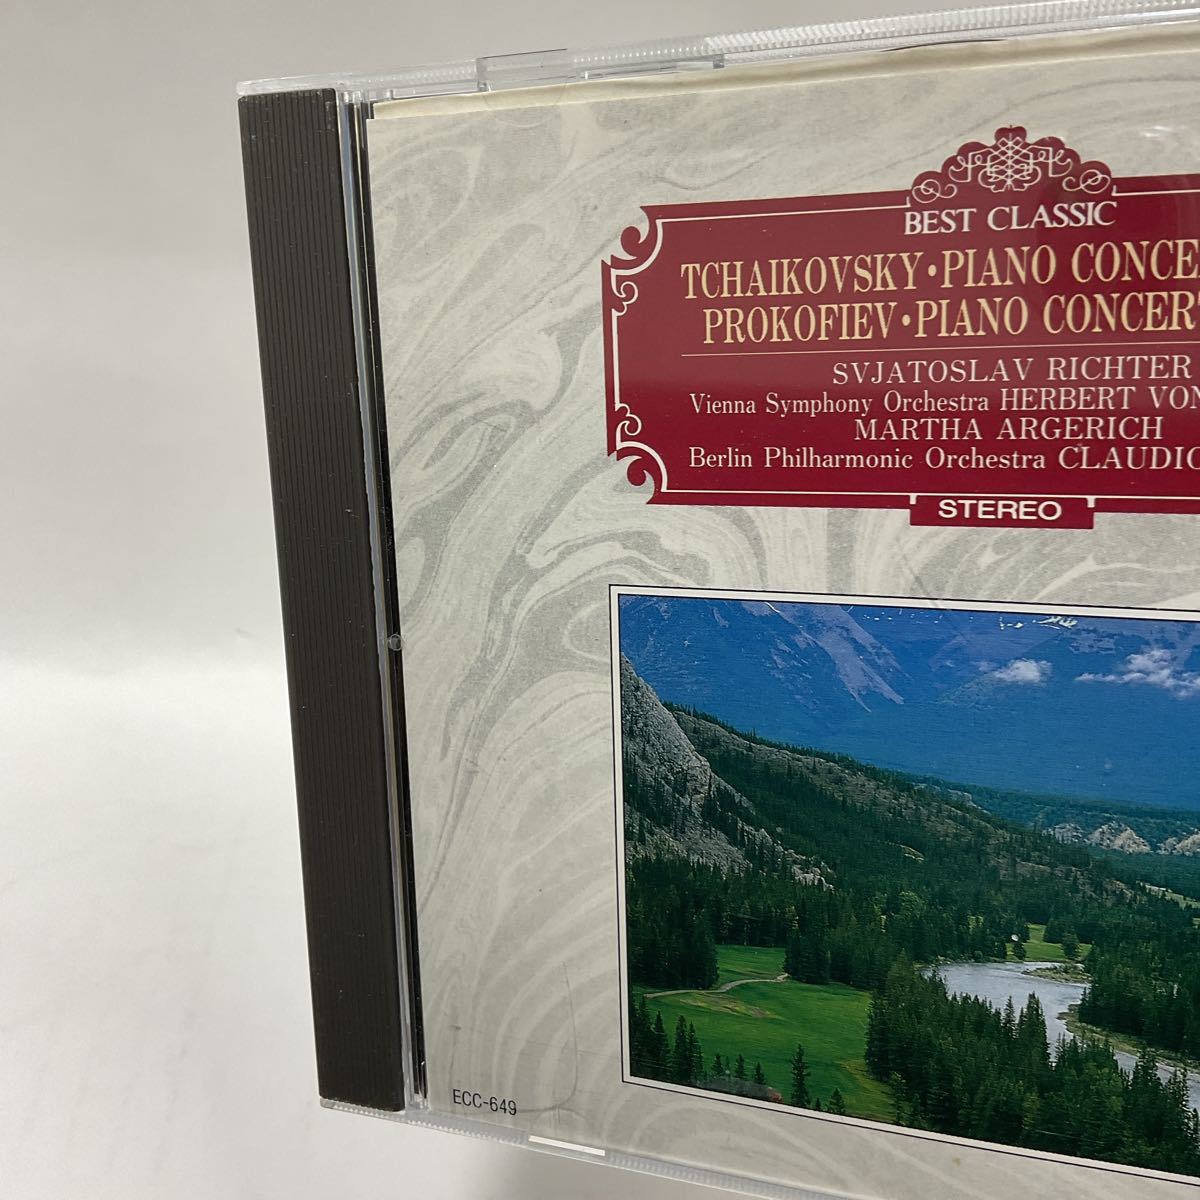 BEST CLASSIC
TCHAIKOVSKY・PIANO CONCE
PROKOFIEV・PIANO CONCER
SVJATOSLAV RICHTER
Vienna Symphony Orchestra HERBERT VON
MARTHA ARGERICH
Berlin Philharmonic Orchestra CLAUDIO
STEREO
ECC-649